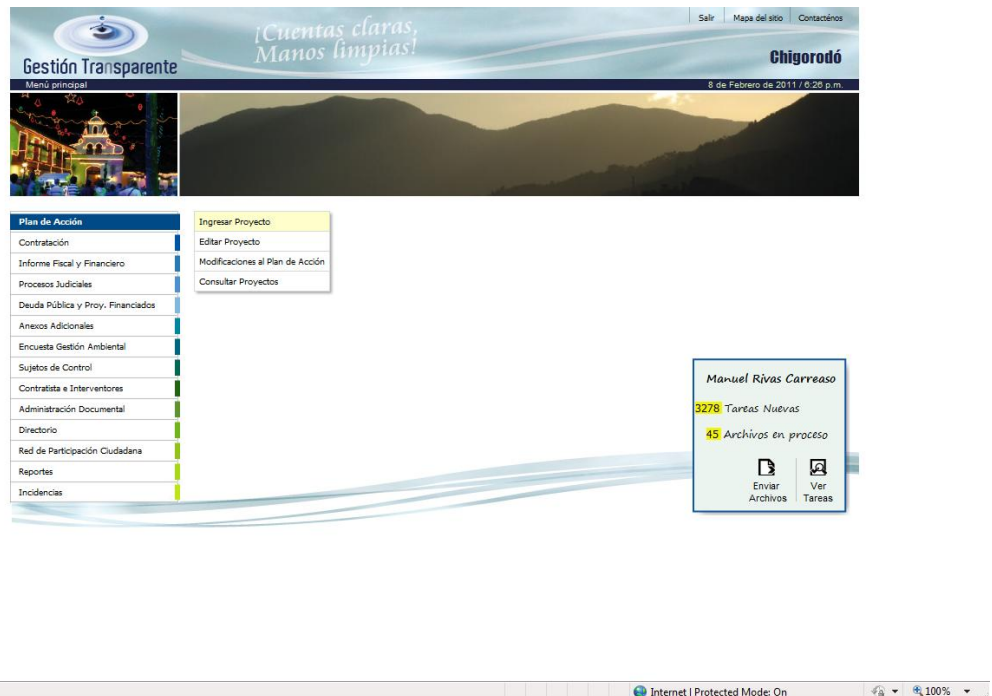 Salir
Mapa del sitio
Contacténos
¡Cuentas claras,
Manos limpias!
Gestión Transparente
Chigorodó
Menú principal
8 de Febrero de 2011 / 6:26 p.m.
Plan de Acción
Contratación
Informe Fiscal y Financiero
Procesos Judiciales
Deuda Pública y Proy. Financiados
Anexos Adicionales
Encuesta Gestión Ambiental
Sujetos de Control
Contratista e Interventores
Administración Documental
Directorio
Red de Participación Ciudadana
Reportes
Incidencias
Ingresar Proyecto
Editar Proyecto
Modificaciones al Plan de Acción
Consultar Proyectos
Manuel Rivas Carreaso
3278 Tareas Nuevas
45 Archivos en proceso
Enviar
Archivos
Ver
Tareas
Internet | Protected Mode: On
100%